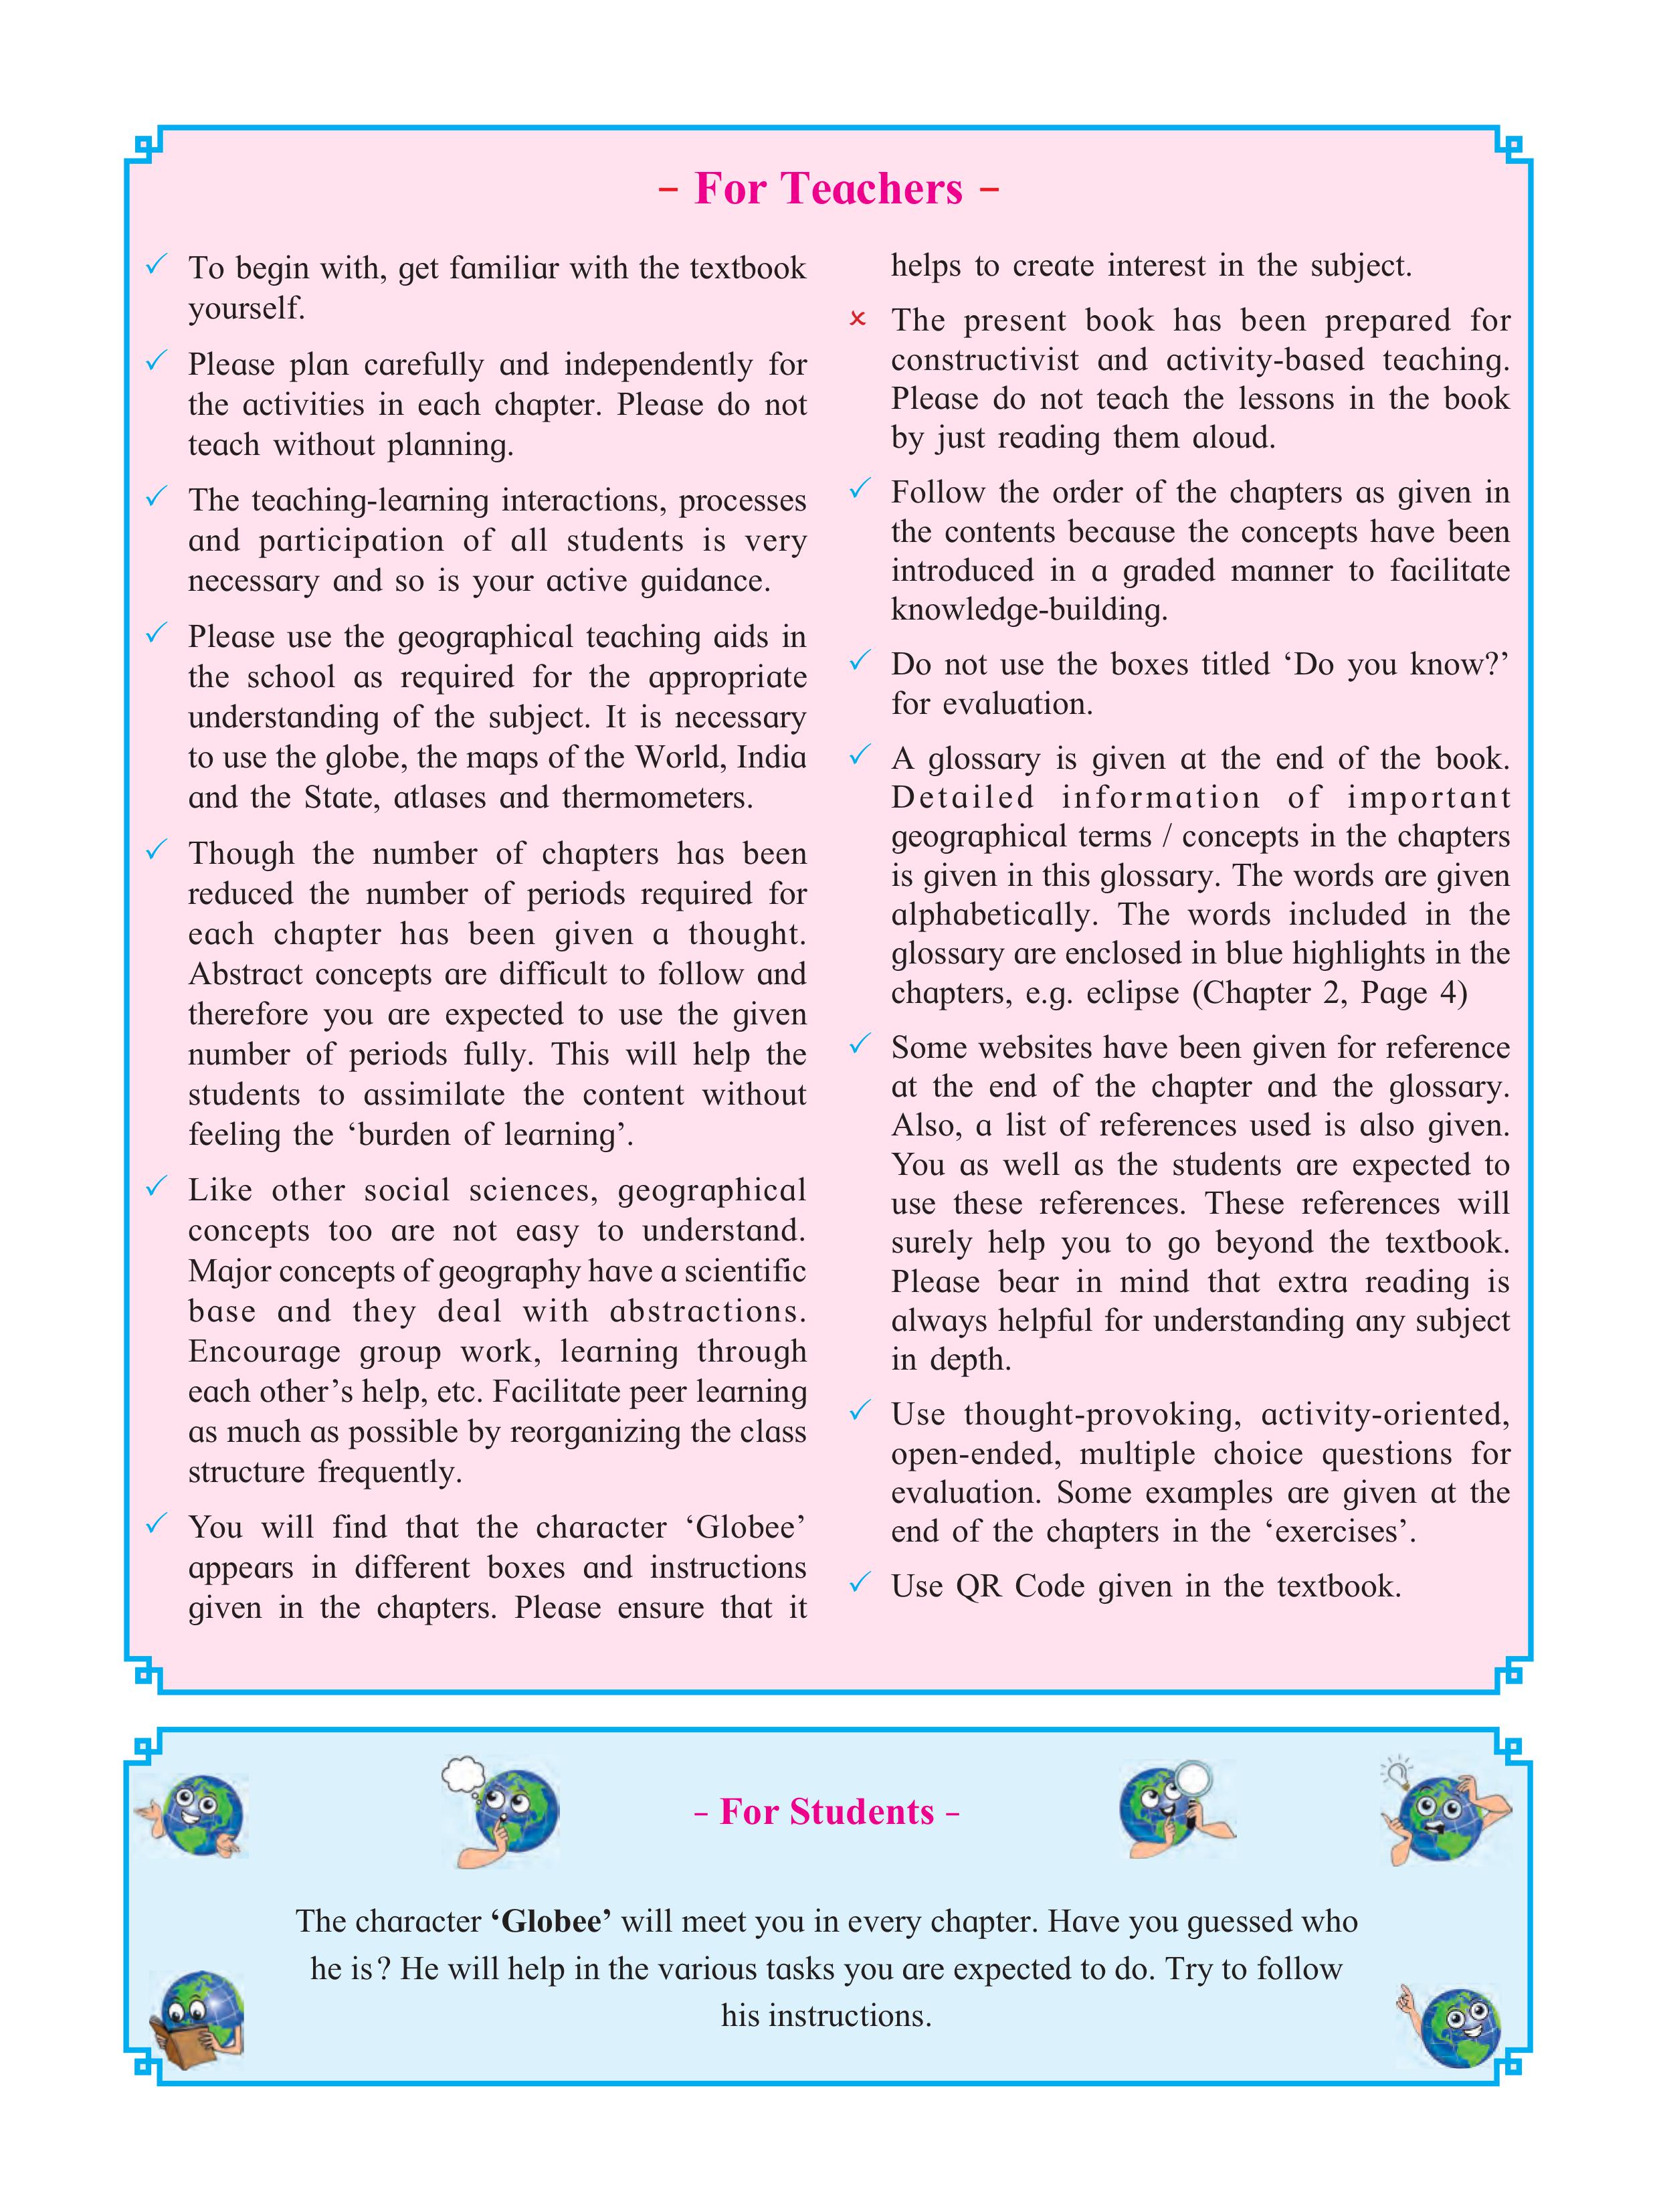 – For Teachers –
✓ To begin with, get familiar with the textbook
yourself.
✓ Please plan carefully and independently for
the activities in each chapter. Please do not
teach without planning.
✓ The teaching-learning interactions, processes
and participation of all students is very
necessary and so is your active guidance.
✓ Please use the geographical teaching aids in
the school as required for the appropriate
understanding of the subject. It is necessary
to use the globe, the maps of the World, India
and the State, atlases and thermometers.
✓ Though the number of chapters has been
reduced the number of periods required for
each chapter has been given a thought.
Abstract concepts are difficult to follow and
therefore you are expected to use the given
number of periods fully. This will help the
students to assimilate the content without
feeling the ‘burden of learning’.
✓ Like other social sciences, geographical
concepts too are not easy to understand.
Major concepts of geography have a scientific
base and they deal with abstractions.
Encourage group work, learning through
each other’s help, etc. Facilitate peer learning
as much as possible by reorganizing the class
structure frequently.
✓ You will find that the character ‘Globee’
appears in different boxes and instructions
given in the chapters. Please ensure that it
helps to create interest in the subject.
× The present book has been prepared for
constructivist and activity-based teaching.
Please do not teach the lessons in the book
by just reading them aloud.
✓ Follow the order of the chapters as given in
the contents because the concepts have been
introduced in a graded manner to facilitate
knowledge-building.
✓ Do not use the boxes titled ‘Do you know?’
for evaluation.
✓ A glossary is given at the end of the book.
Detailed information of important
geographical terms / concepts in the chapters
is given in this glossary. The words are given
alphabetically. The words included in the
glossary are enclosed in blue highlights in the
chapters, e.g. eclipse (Chapter 2, Page 4)
✓ Some websites have been given for reference
at the end of the chapter and the glossary.
Also, a list of references used is also given.
You as well as the students are expected to
use these references. These references will
surely help you to go beyond the textbook.
Please bear in mind that extra reading is
always helpful for understanding any subject
in depth.
✓ Use thought-provoking, activity-oriented,
open-ended, multiple choice questions for
evaluation. Some examples are given at the
end of the chapters in the ‘exercises’.
✓ Use QR Code given in the textbook.
– For Students –
The character ‘Globee’ will meet you in every chapter. Have you guessed who
he is? He will help in the various tasks you are expected to do. Try to follow
his instructions.